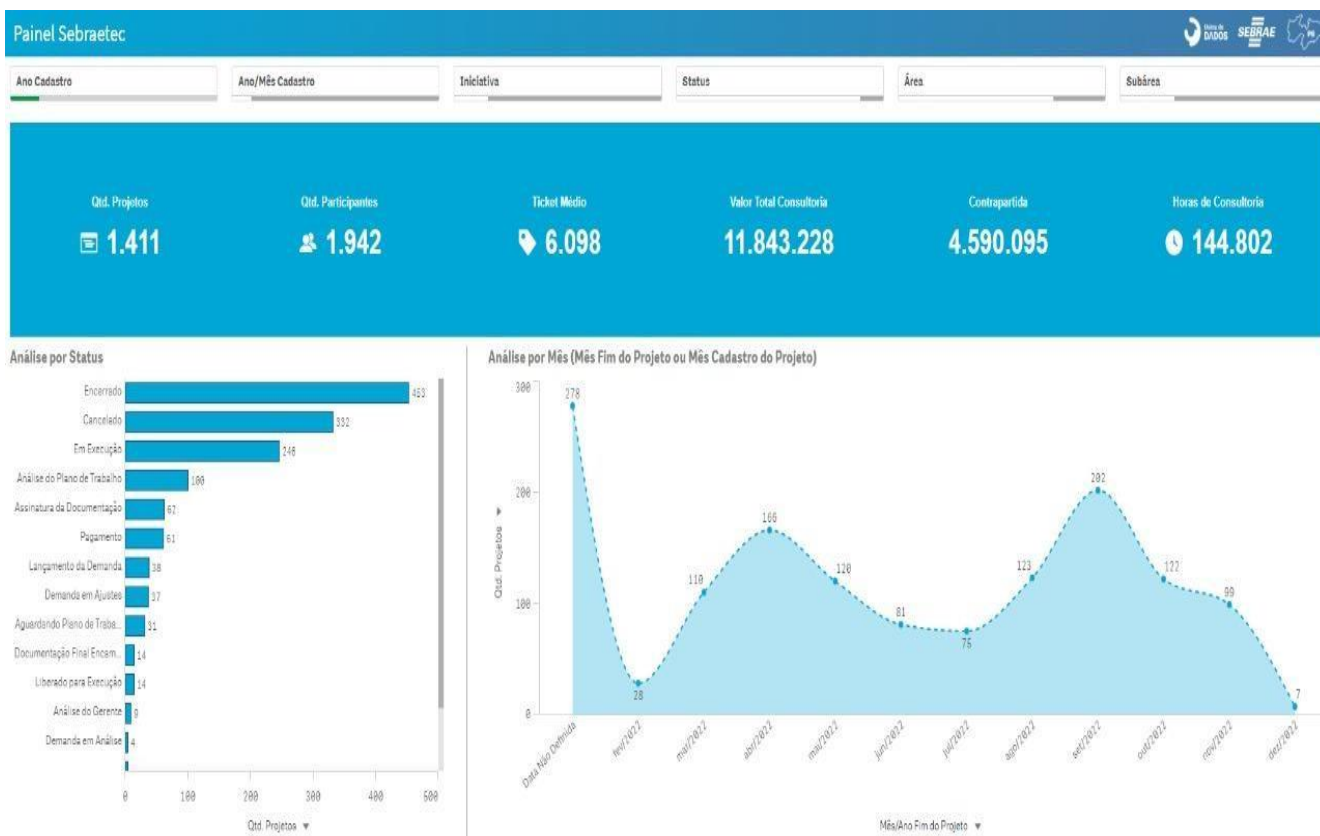 Painel Sebraetec
DADOS SEBRAE PB
Ano Cadastro Ano/Mês Cadastro Iniciativa Status Área Subárea
Qtd. Projetos Qtd. Participantes Ticket Médio Valor Total Consultoria Contrapartida Horas de Consultoria
1.411 1.942 6.098 11.843.228 4.590.095 144.802
Análise por Status
Encerrado 453
Cancelado 332
Em Execução 246
Análise do Plano de Trabalho 100
Assinatura da Documentação 62
Pagamento 61
Lançamento da Demanda 38
Demanda em Ajustes 37
Aguardando Plano de Traba... 31
Documentação Final Encam... 14
Liberado para Execução 14
Análise do Gerente 9
Demanda em Análise 4
0 100 200 300 400 500
Qtd. Projetos
Análise por Mês (Mês Fim do Projeto ou Mês Cadastro do Projeto)
300
200
100
0
Qtd. Projetos
278 28 110 166 120 81 75 123 202 122 99 7
Data Não Definida fev/2022 mar/2022 abr/2022 mai/2022 jun/2022 jul/2022 ago/2022 set/2022 out/2022 nov/2022 dez/2022
Mês/Ano Fim do Projeto